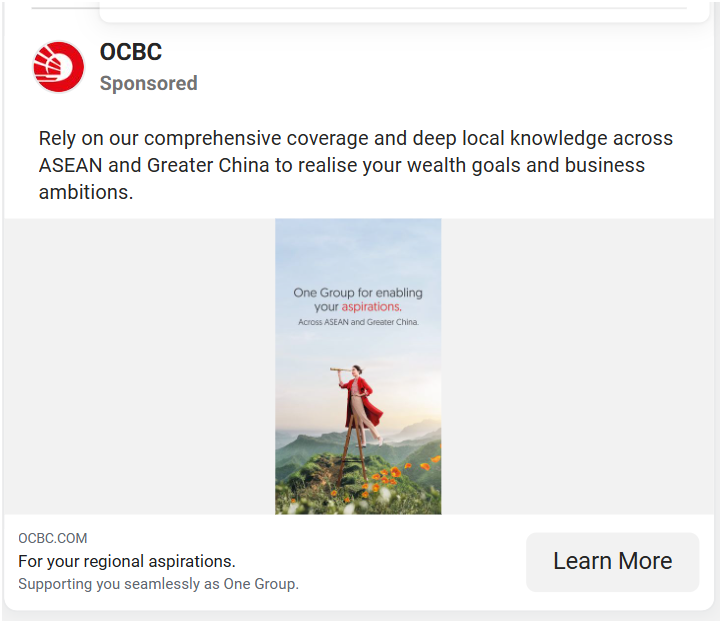 OCBC
Sponsored
Rely on our comprehensive coverage and deep local knowledge across
ASEAN and Greater China to realise your wealth goals and business
ambitions.
One Group for enabling
your aspirations.
Across ASEAN and Greater China.
OCBC.COM
For your regional aspirations.
Supporting you seamlessly as One Group.
Learn More